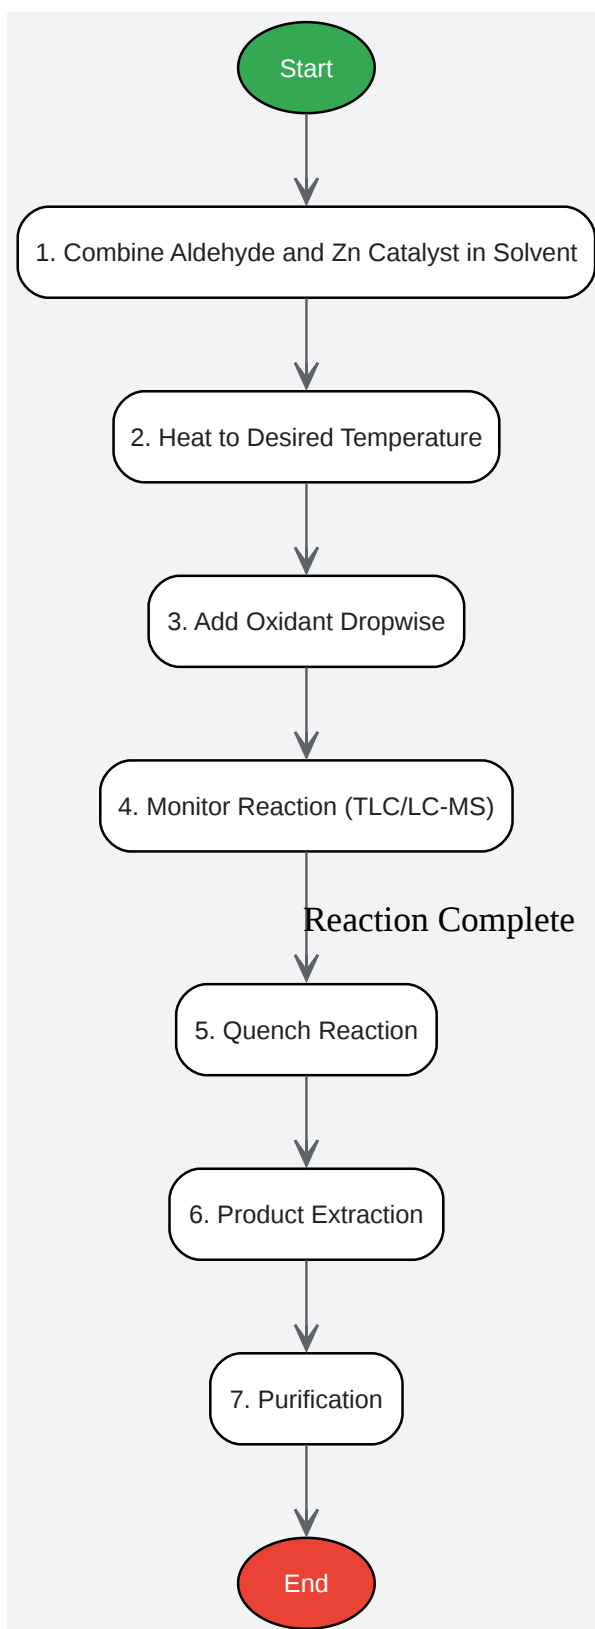 Start
1. Combine Aldehyde and Zn Catalyst in Solvent
2. Heat to Desired Temperature
3. Add Oxidant Dropwise
4. Monitor Reaction (TLC/LC-MS)
Reaction Complete
5. Quench Reaction
6. Product Extraction
7. Purification
End